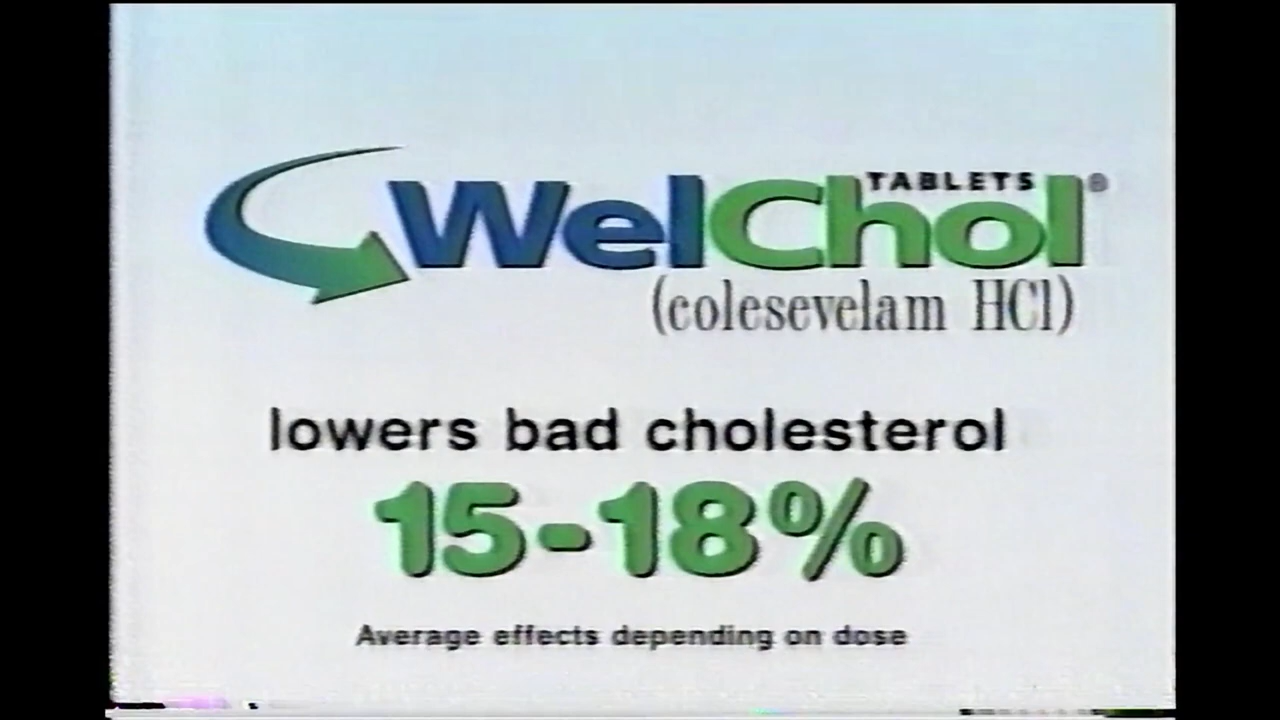 WelChol TABLETS®
(colesevelam HCl)
lowers bad cholesterol
15-18%
Average effects depending on dose